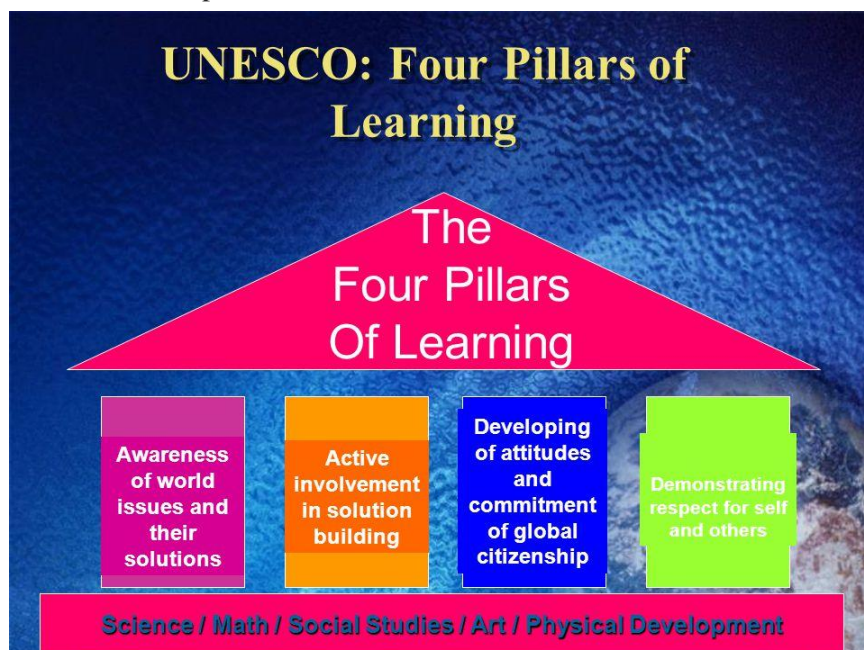 UNESCO: Four Pillars of
Learning
The
Four Pillars
Of Learning
Awareness
of world
issues and
their
solutions
Active
involvement
in solution
building
Developing
of attitudes
and
commitment
of global
citizenship
Demonstrating
respect for self
and others
Science / Math / Social Studies / Art / Physical Development